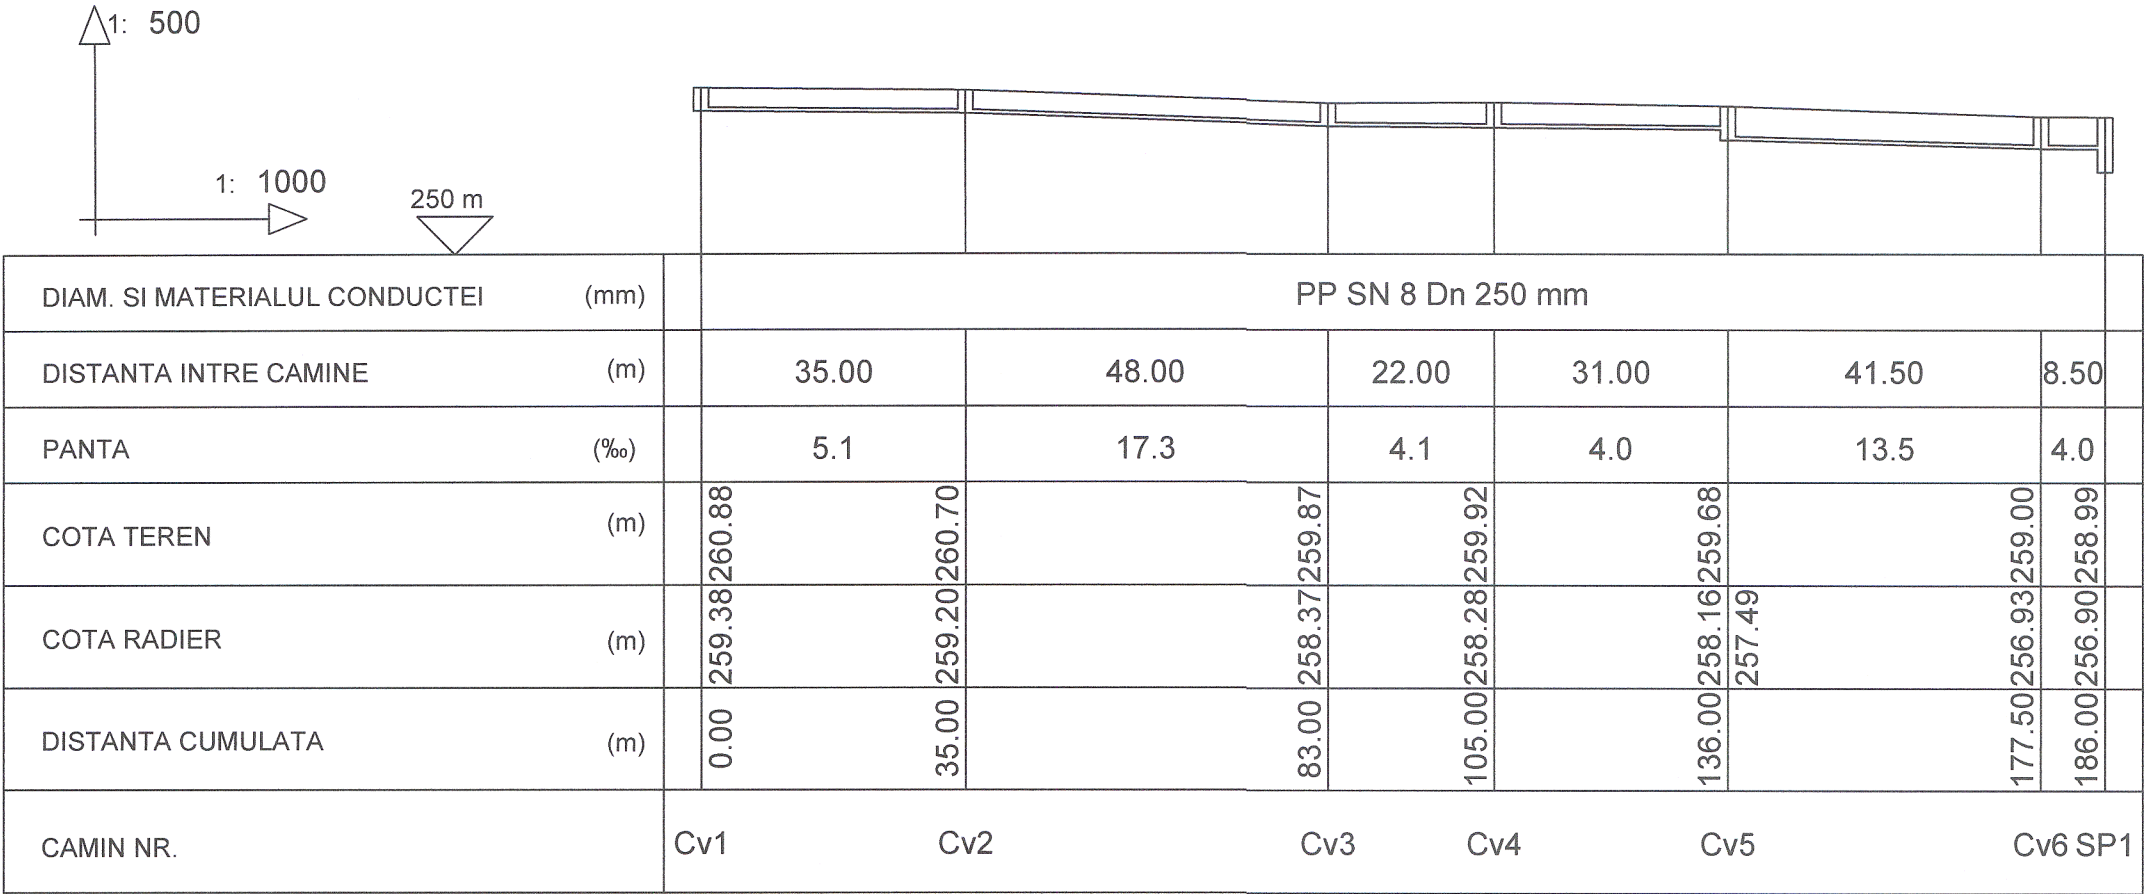 1: 500
1: 1000
250 m
DIAM. SI MATERIALUL CONDUCTEI (mm) PP SN 8 Dn 250 mm
DISTANTA INTRE CAMINE (m) 35.00 48.00 22.00 31.00 41.50 8.50
PANTA (‰) 5.1 17.3 4.1 4.0 13.5 4.0
COTA TEREN (m) 260.88 260.70 259.87 259.92 259.68 259.00 258.99
COTA RADIER (m) 259.38 259.20 258.37 258.28 258.16 257.49 256.93 256.90
DISTANTA CUMULATA (m) 0.00 35.00 83.00 105.00 136.00 177.50 186.00
CAMIN NR. Cv1 Cv2 Cv3 Cv4 Cv5 Cv6 SP1